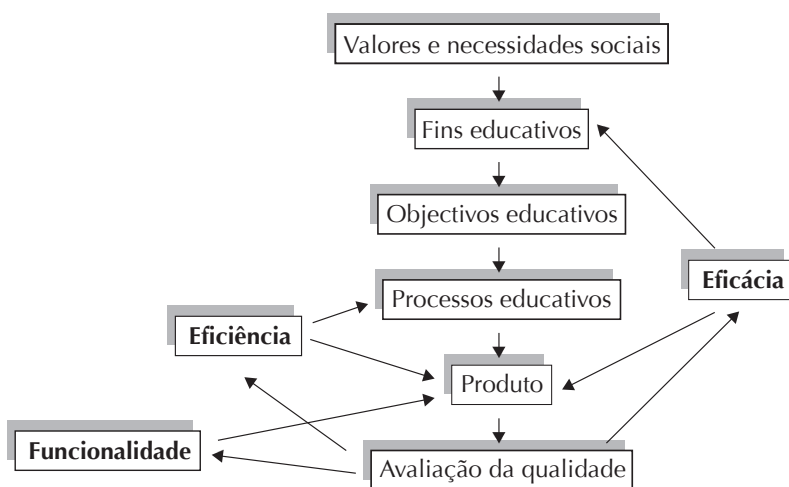 Valores e necessidades sociais
Fins educativos
Objectivos educativos
Eficácia
Processos educativos
Eficiência
Produto
Funcionalidade
Avaliação da qualidade